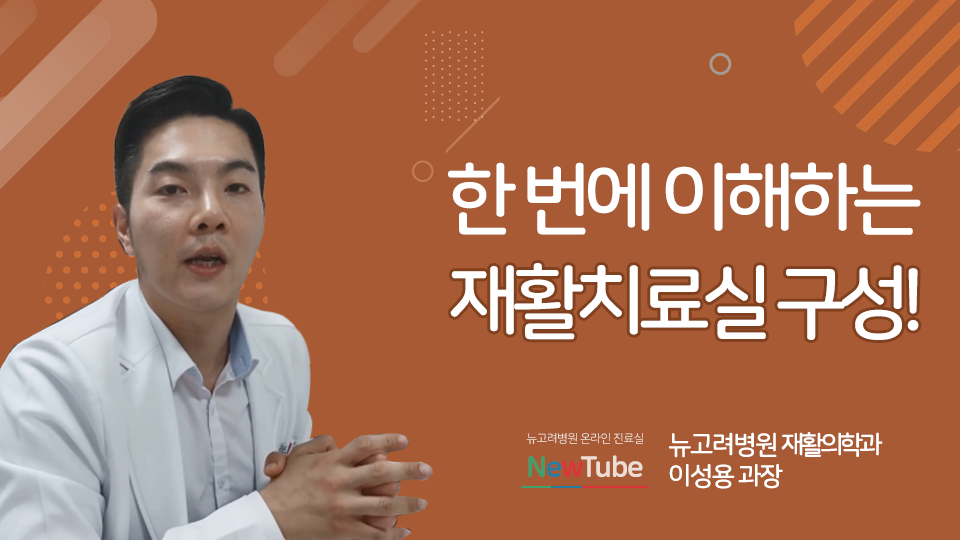 한 번에 이해하는
재활치료실 구성!
뉴고려병원 온라인 진료실
NewTube
뉴고려병원 재활의학과
이성용 과장